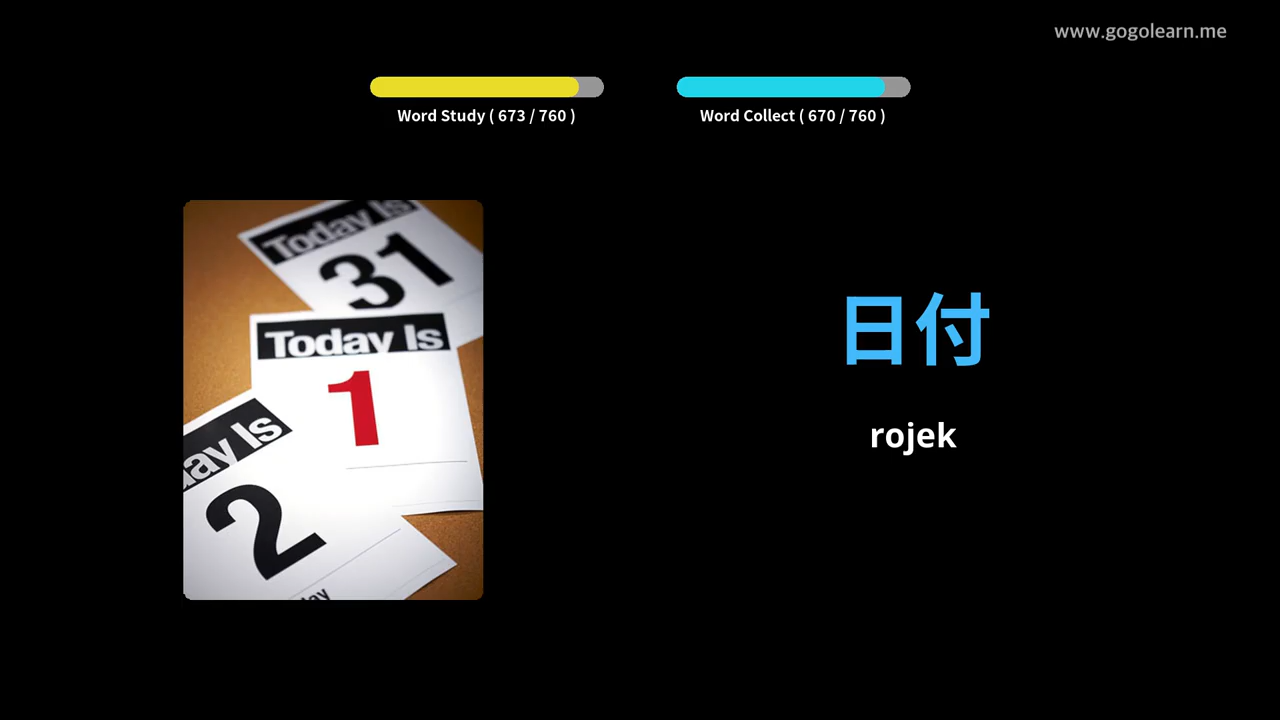 www.gogolearn.me
Word Study ( 673 / 760 )
Word Collect ( 670 / 760 )
Today Is
31
Today Is
1
ay Is
2
日付
rojek